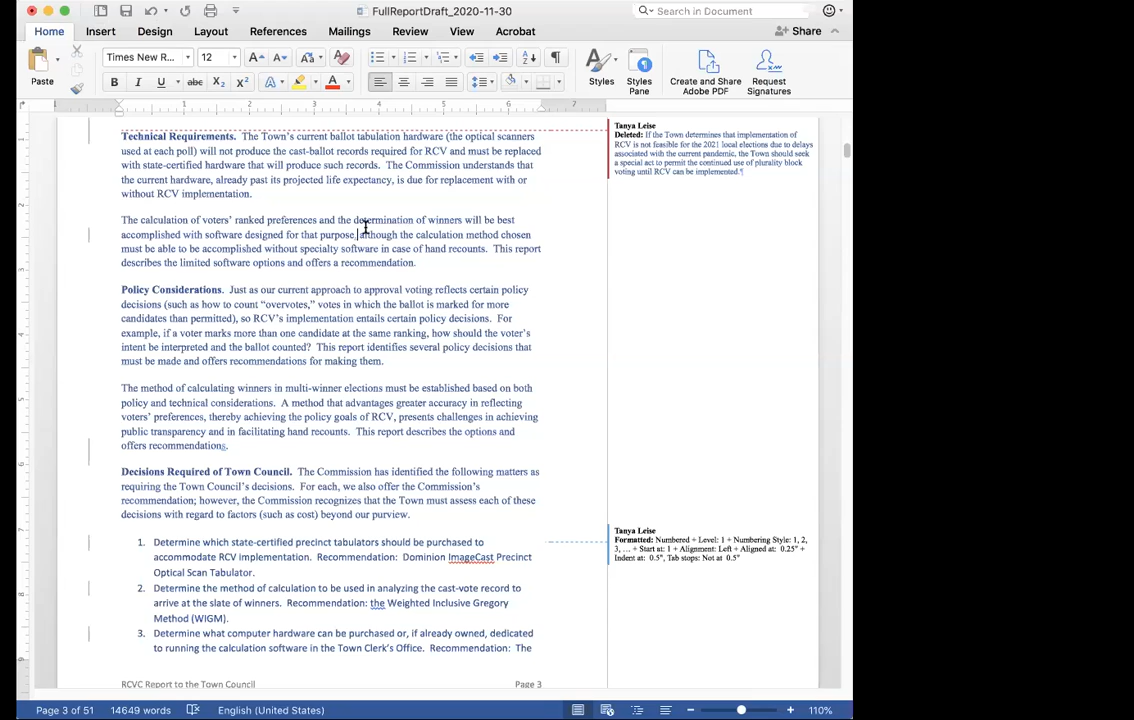 FullReportDraft_2020-11-30
Search in Document
Home Insert Design Layout References Mailings Review View Acrobat Share
Paste
Times New R... 12
Styles
Styles Pane
Create and Share Adobe PDF
Request Signatures
1 2 3 4 5 6 7
Technical Requirements. The Town's current ballot tabulation hardware (the optical scanners
used at each poll) will not produce the cast-ballot records required for RCV and must be replaced
with state-certified hardware that will produce such records. The Commission understands that
the current hardware, already past its projected life expectancy, is due for replacement with or
without RCV implementation.
The calculation of voters' ranked preferences and the determination of winners will be best
accomplished with software designed for that purpose, although the calculation method chosen
must be able to be accomplished without specialty software in case of hand recounts. This report
describes the limited software options and offers a recommendation.
Policy Considerations. Just as our current approach to approval voting reflects certain policy
decisions (such as how to count “overvotes,” votes in which the ballot is marked for more
candidates than permitted), so RCV's implementation entails certain policy decisions. For
example, if a voter marks more than one candidate at the same ranking, how should the voter's
intent be interpreted and the ballot counted? This report identifies several policy decisions that
must be made and offers recommendations for making them.
The method of calculating winners in multi-winner elections must be established based on both
policy and technical considerations. A method that advantages greater accuracy in reflecting
voters' preferences, thereby achieving the policy goals of RCV, presents challenges in achieving
public transparency and in facilitating hand recounts. This report describes the options and
offers recommendations.
Decisions Required of Town Council. The Commission has identified the following matters as
requiring the Town Council's decisions. For each, we also offer the Commission's
recommendation; however, the Commission recognizes that the Town must assess each of these
decisions with regard to factors (such as cost) beyond our purview.
1. Determine which state-certified precinct tabulators should be purchased to
accommodate RCV implementation. Recommendation: Dominion ImageCast Precinct
Optical Scan Tabulator.
2. Determine the method of calculation to be used in analyzing the cast-vote record to
arrive at the slate of winners. Recommendation: the Weighted Inclusive Gregory
Method (WIGM).
3. Determine what computer hardware can be purchased or, if already owned, dedicated
to running the calculation software in the Town Clerk's Office. Recommendation: The
RCVC Report to the Town Council Page 3
Tanya Leise
Deleted: If the Town determines that implementation of
RCV is not feasible for the 2021 local elections due to delays
associated with the current pandemic, the Town should seek
a special act to permit the continued use of plurality block
voting until RCV can be implemented.¶
Tanya Leise
Formatted: Numbered + Level: 1 + Numbering Style: 1, 2,
3, … + Start at: 1 + Alignment: Left + Aligned at: 0.25" +
Indent at: 0.5", Tab stops: Not at 0.5"
Page 3 of 51 14649 words English (United States) 110%